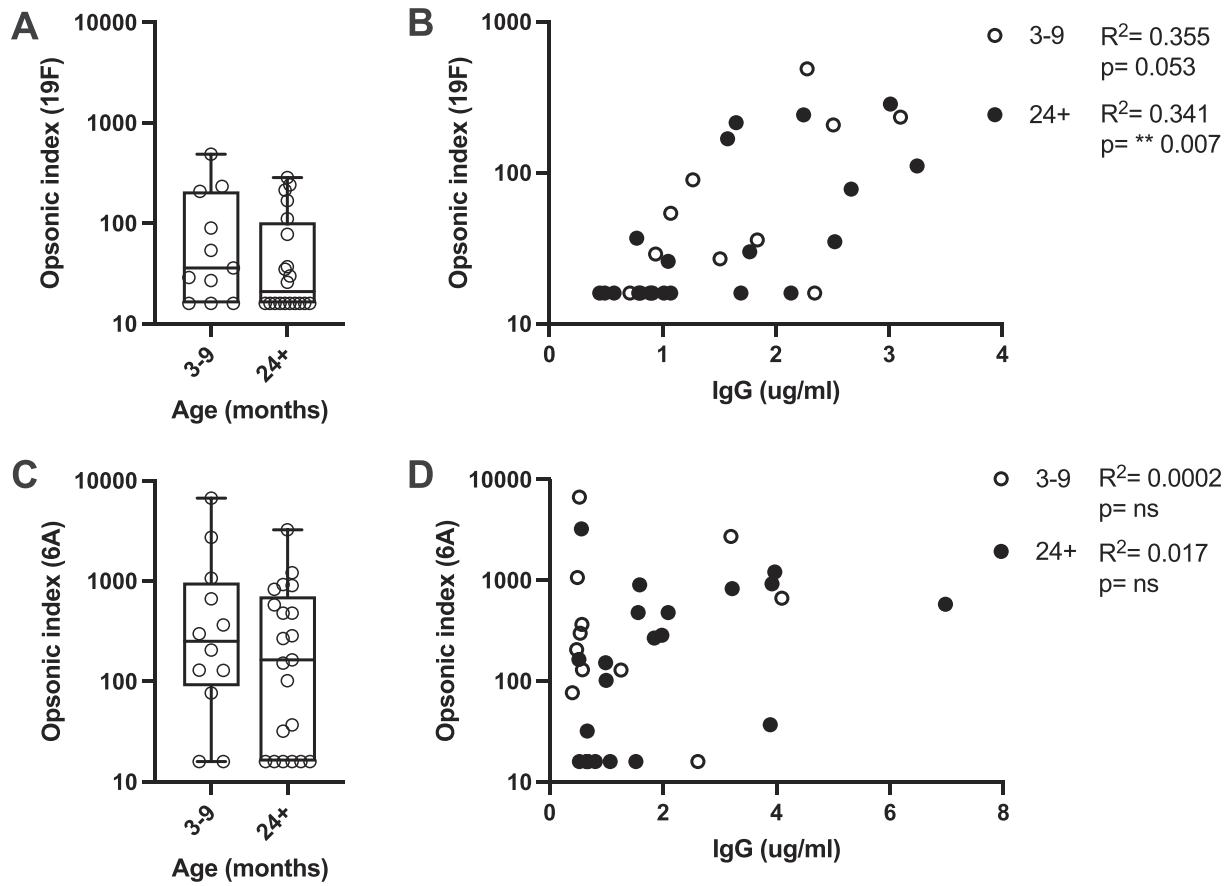 A
Opsonic index (19F)
10000
1000
100
10
3-9
24+
Age (months)
B
Opsonic index (19F)
1000
100
10
0 1 2 3 4
IgG (ug/ml)
3-9 R²= 0.355
p= 0.053
24+ R²= 0.341
p= ** 0.007
C
Opsonic index (6A)
10000
1000
100
10
3-9
24+
Age (months)
D
Opsonic index (6A)
10000
1000
100
10
0 2 4 6 8
IgG (ug/ml)
3-9 R²= 0.0002
p= ns
24+ R²= 0.017
p= ns